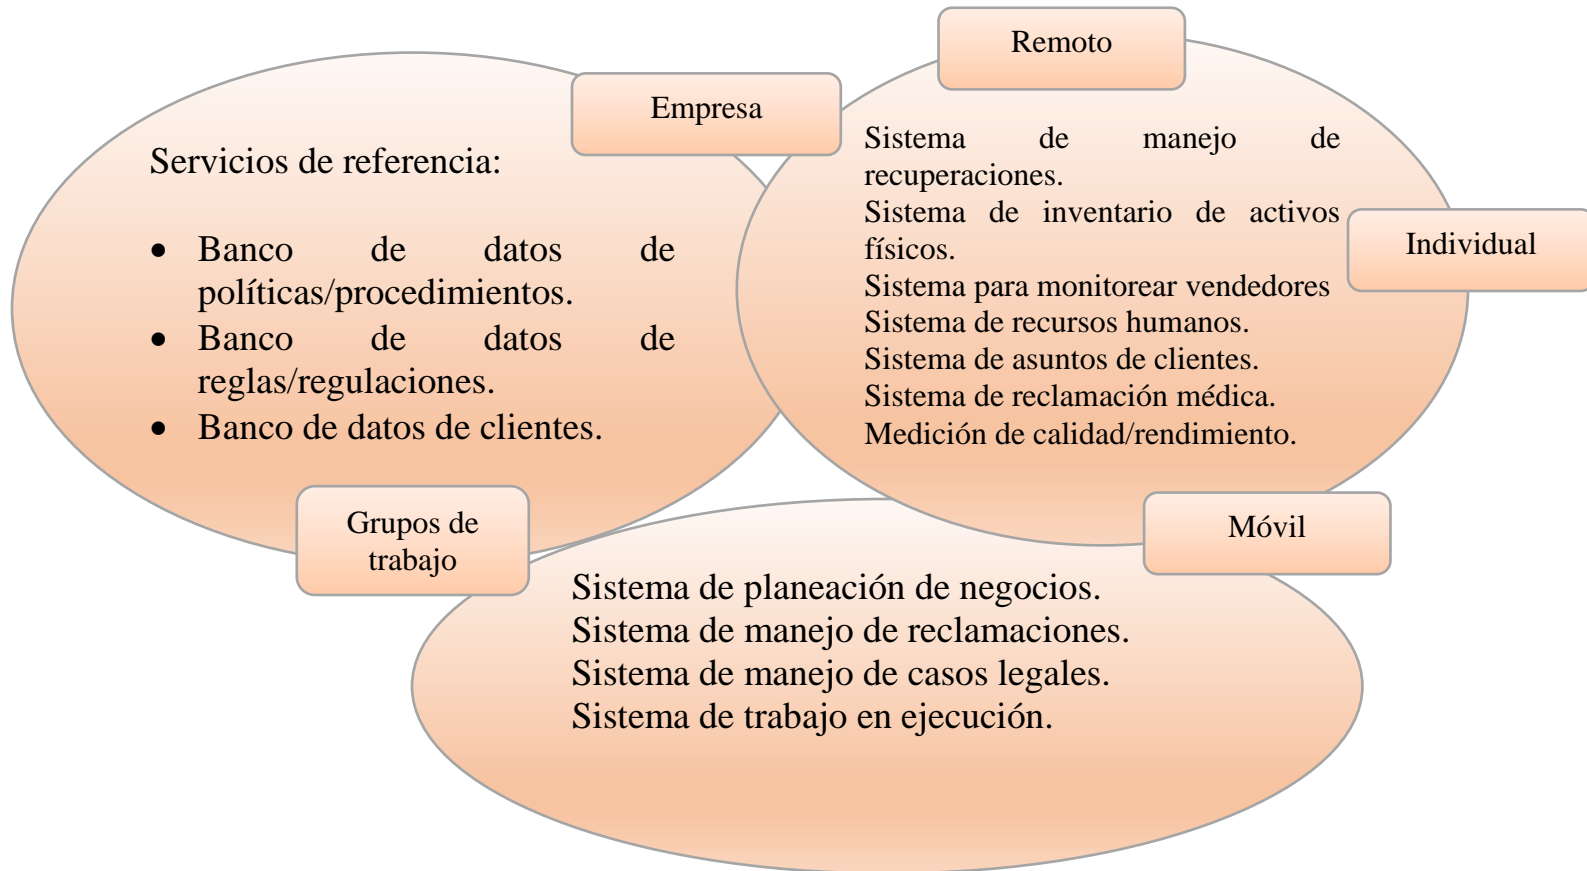 Remoto
Empresa
Servicios de referencia:
• Banco de datos de
políticas/procedimientos.
• Banco de datos de
reglas/regulaciones.
• Banco de datos de clientes.
Sistema de manejo de
recuperaciones.
Sistema de inventario de activos
físicos.
Sistema para monitorear vendedores
Sistema de recursos humanos.
Sistema de asuntos de clientes.
Sistema de reclamación médica.
Medición de calidad/rendimiento.
Individual
Grupos de
trabajo
Móvil
Sistema de planeación de negocios.
Sistema de manejo de reclamaciones.
Sistema de manejo de casos legales.
Sistema de trabajo en ejecución.